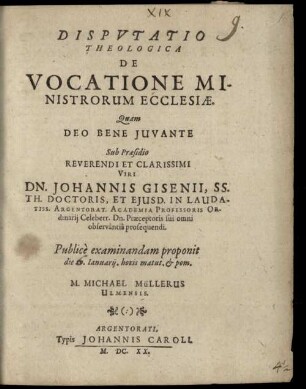 XIX
9.
DISPVTATIO
THEOLOGICA
DE
VOCATIONE MI-
NISTRORUM ECCLESIÆ.
Quam
DEO BENE JUVANTE
Sub Præsidio
REVERENDI ET CLARISSIMI
VIRI
DN. JOHANNIS GISENII, SS.
TH. DOCTORIS, ET EJUSD. IN LAUDA-
TISS. ARGENTORAT. ACADEMIA PROFESSORIS OR-
dinarij Celeberr. Dn. Præceptoris sui omni
observantiâ prosequendi.
Publicè examinandam proponit
die Ianuarij. horis matut. & pom.
M. MICHAEL MüLLERUS
ULMENSIS.
(:)
ARGENTORATI,
Typis JOHANNIS CAROLI.
M. DC. XX.